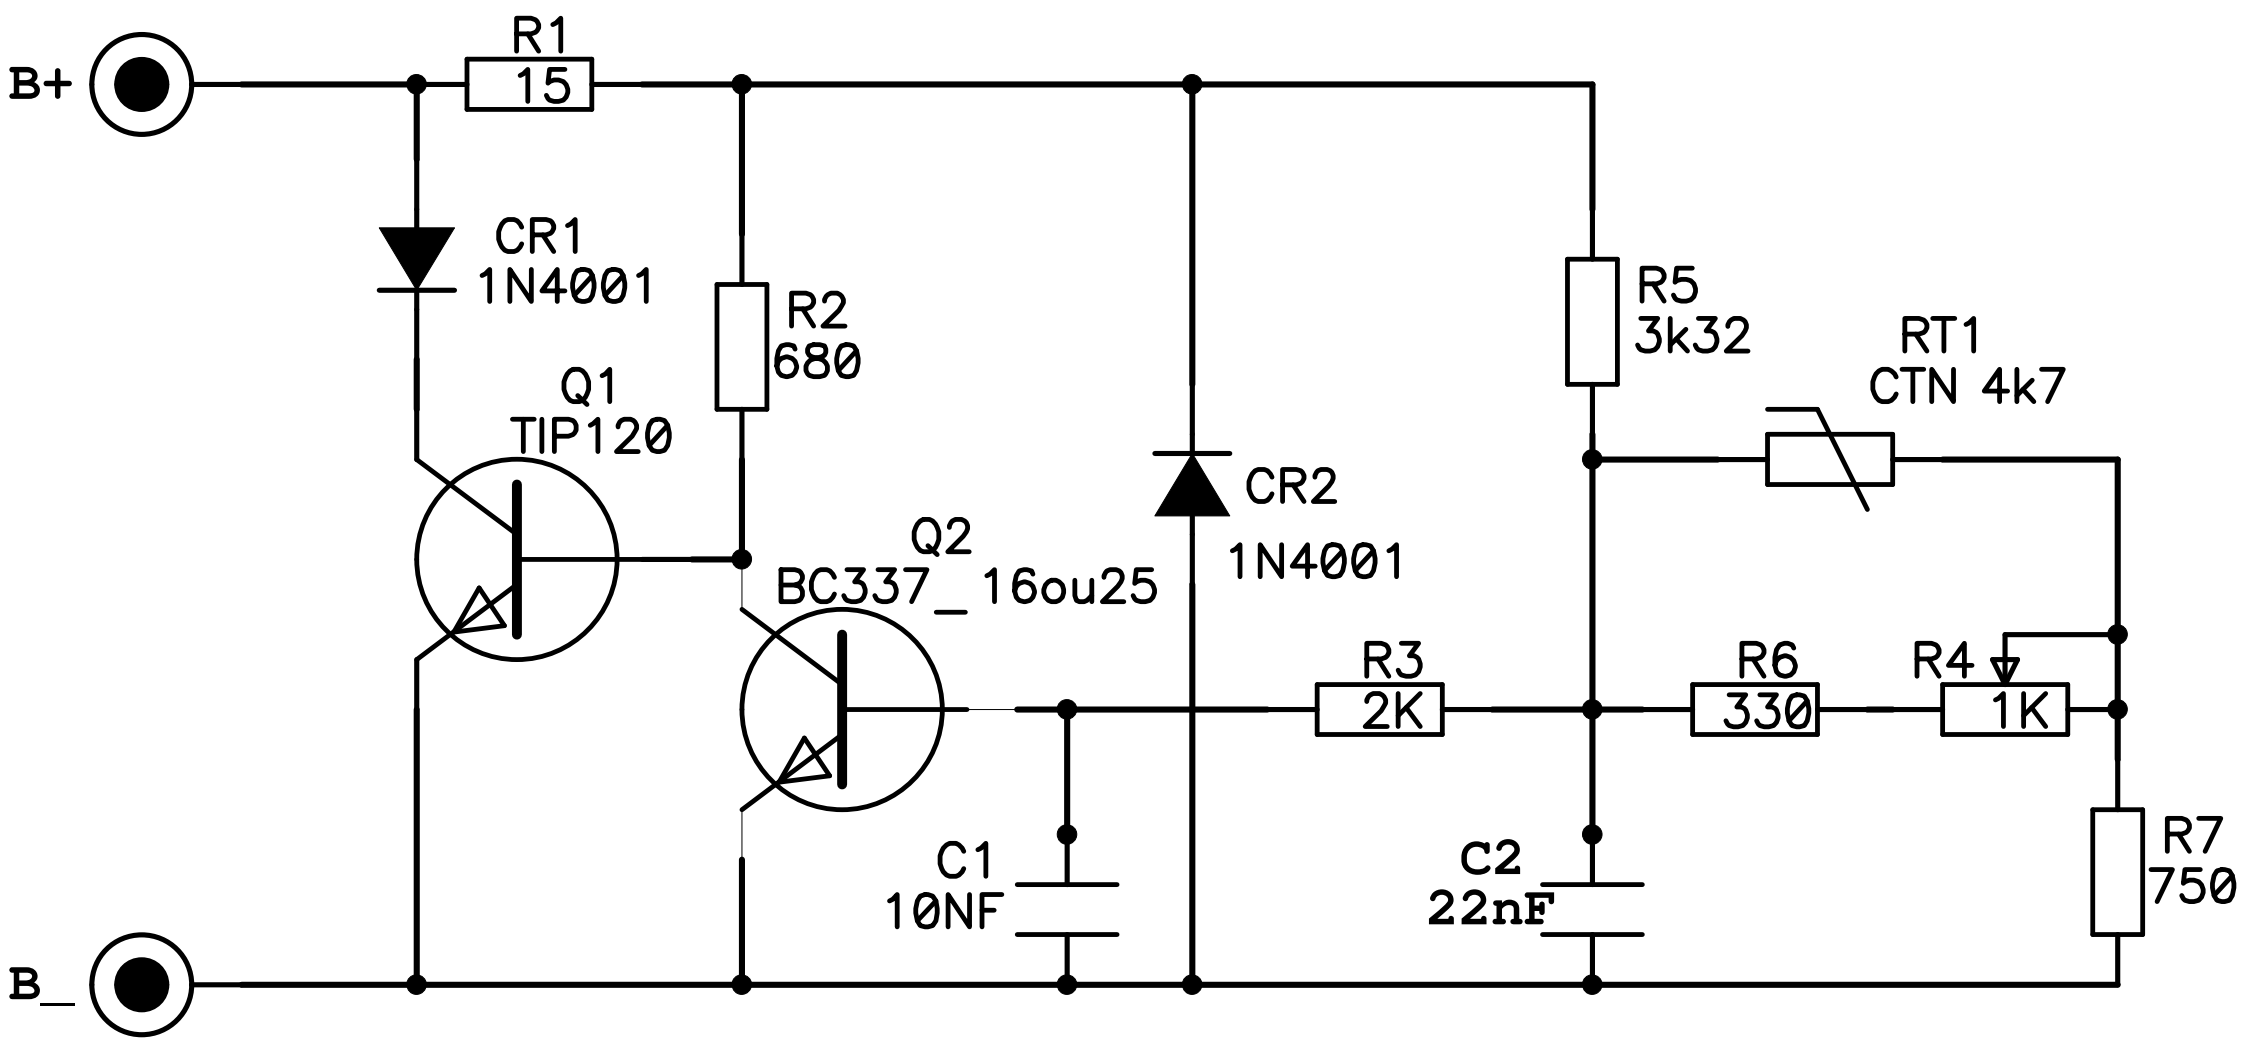 R1
B+
15
CR1
1N4001
R2
680
R5
3k32
RT1
CTN 4k7
Q1
TIP120
CR2
1N4001
Q2
BC337_16ou25
R3
2K
R6
330
R4
1K
C1
10NF
C2
22nF
R7
750
B_